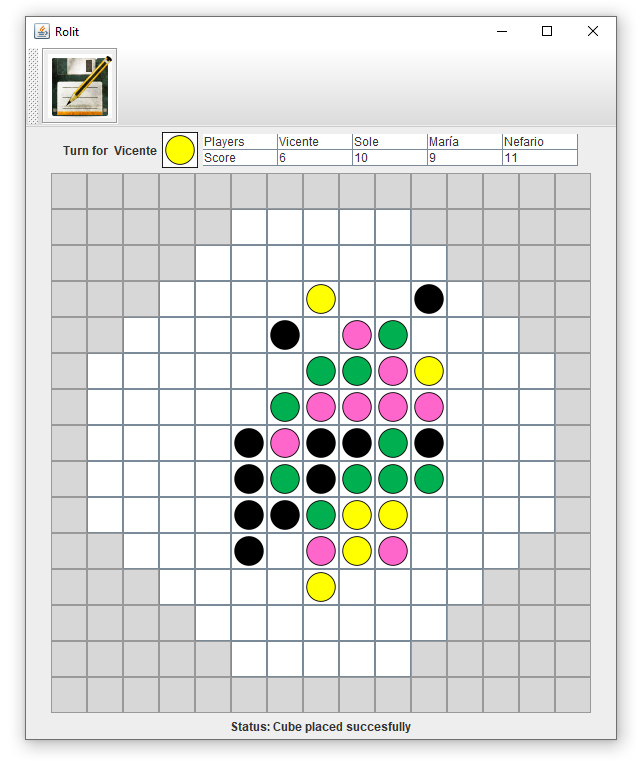 Rolit
Turn for Vicente
Players Vicente Sole María Nefario
Score 6 10 9 11
Status: Cube placed succesfully